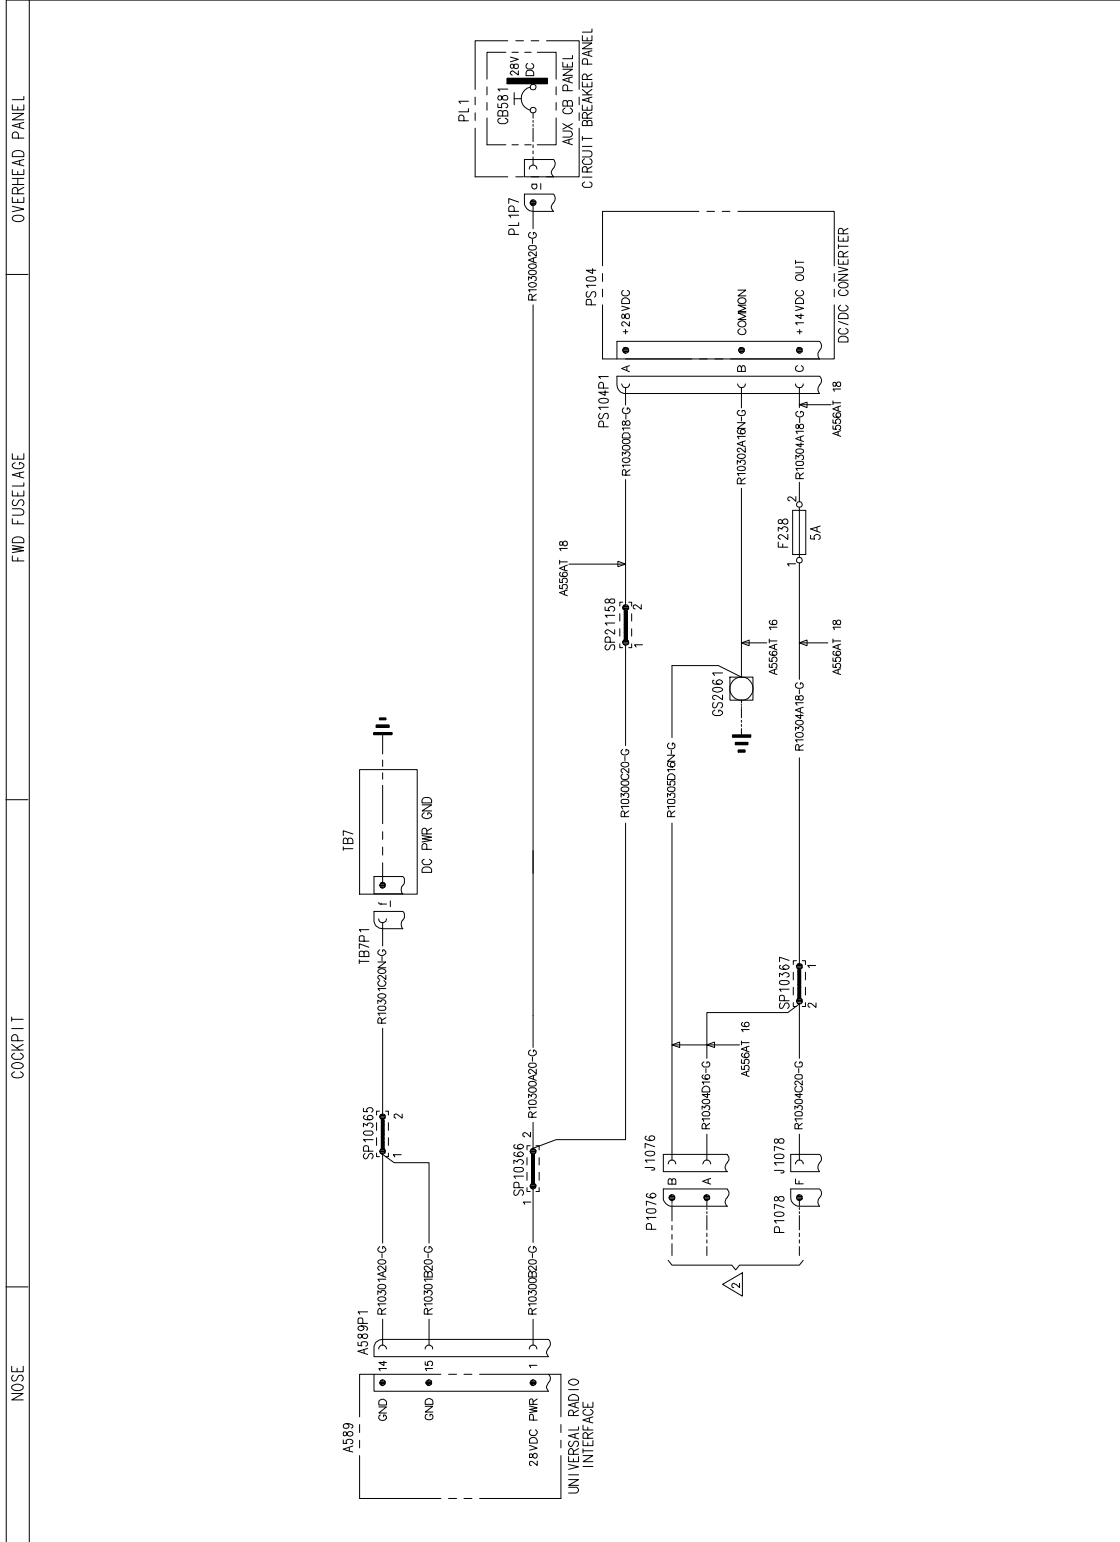 NOSE
COCKPIT
FWD FUSELAGE
OVERHEAD PANEL
A589
GND
GND
28VDC PWR
UNIVERSAL RADIO
INTERFACE
14
15
1
A589P1
R10301A20-G
R10301B20-G
R10300B20-G
SP10365
1
2
R10301C20N-G
TB7P1
f
TB7
DC PWR GND
SP10366
1
2
R10300A20-G
R10300A20-G
PL1P7
a
PL1
CB581
28V
DC
AUX CB PANEL
CIRCUIT BREAKER PANEL
R10300C20-G
SP21158
1
2
A556AT 18
R10300D18-G
PS104P1
A
B
C
PS104
+28VDC
COMMON
+14VDC OUT
DC/DC CONVERTER
P1076
B
A
J1076
R10304D16-G
A556AT 16
R10305D16N-G
GS2061
A556AT 16
R10302A16N-G
2
P1078
F
J1078
R10304C20-G
SP10367
2
1
R10304A18-G
A556AT 18
F238
1
2
5A
R10304A18-G
A556AT 18